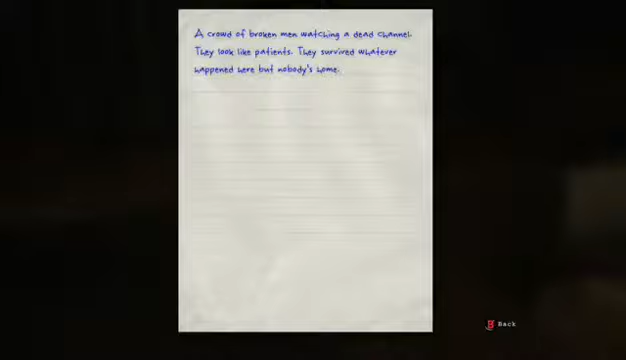 A crowd of broken men watching a dead channel.
They look like patients. They survived whatever
happened here but nobody's home.
Back